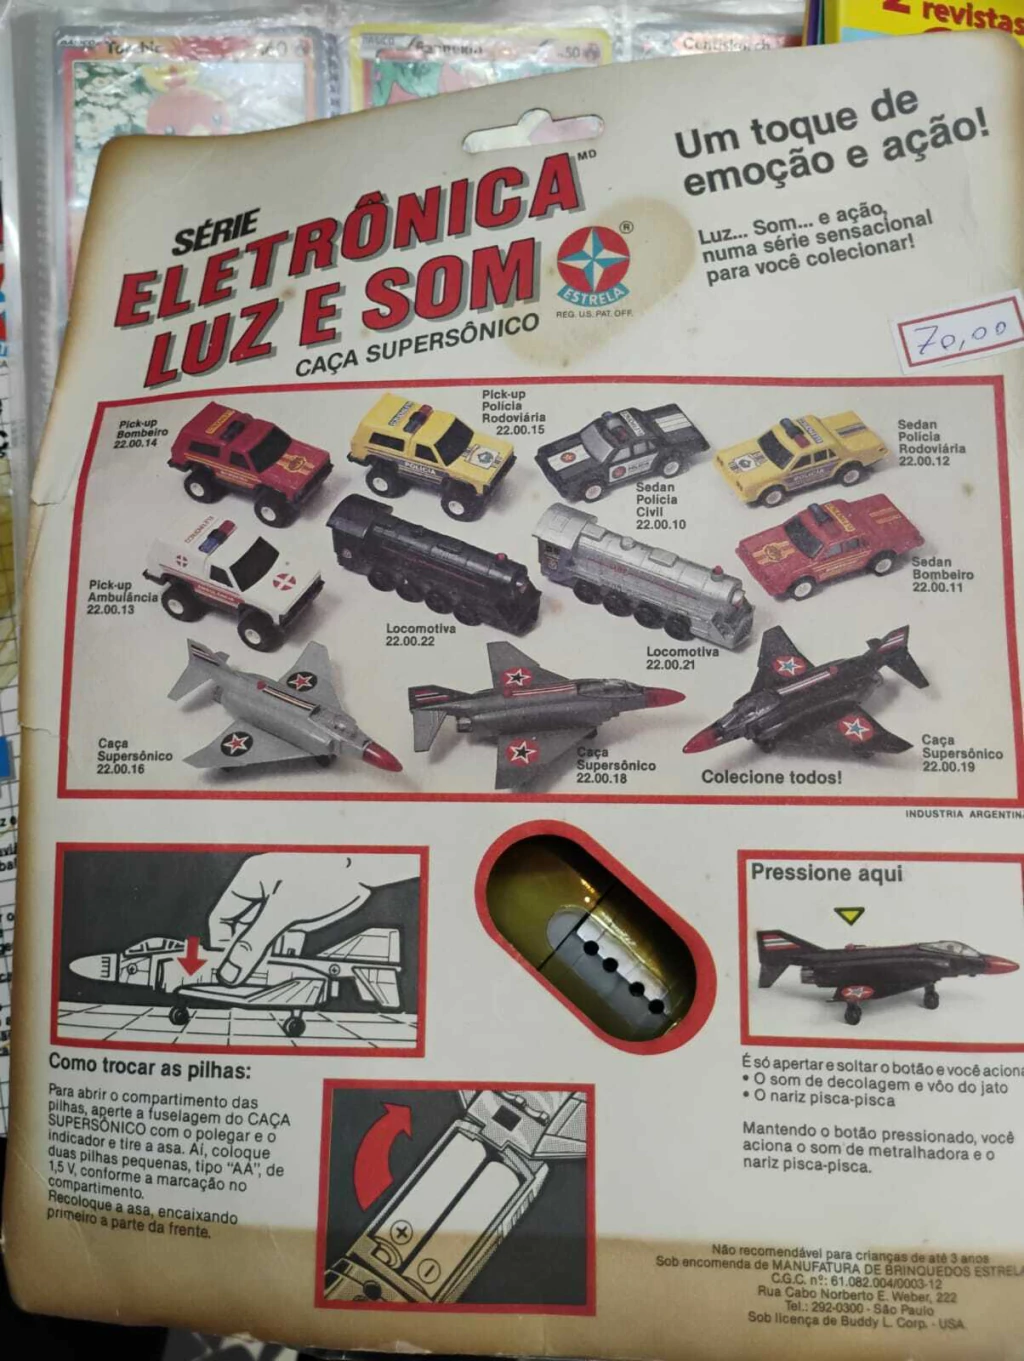 2 revistas
Torchic
60
50
SÉRIE
ELETRÔNICA MD
LUZ E SOM
CAÇA SUPERSÔNICO
ESTRELA ®
REG. U.S. PAT. OFF.
Um toque de
emoção e ação!
Luz... Som... e ação,
numa série sensacional
para você colecionar!
70,00
Pick-up
Bombeiro
22.00.14
Pick-up
Polícia
Rodoviária
22.00.15
Sedan
Polícia
Civil
22.00.10
Sedan
Polícia
Rodoviária
22.00.12
Pick-up
Ambulância
22.00.13
Locomotiva
22.00.22
Locomotiva
22.00.21
Sedan
Bombeiro
22.00.11
Caça
Supersônico
22.00.16
Caça
Supersônico
22.00.18
Caça
Supersônico
22.00.19
Colecione todos!
INDUSTRIA ARGENTINA
Como trocar as pilhas:
Para abrir o compartimento das
pilhas, aperte a fuselagem do CAÇA
SUPERSÔNICO com o polegar e o
indicador e tire a asa. Aí, coloque
duas pilhas pequenas, tipo "AA", de
1,5 V, conforme a marcação no
compartimento.
Recoloque a asa, encaixando
primeiro a parte da frente.
Pressione aqui
É só apertar e soltar o botão e você aciona
• O som de decolagem e vôo do jato
• O nariz pisca-pisca
Mantendo o botão pressionado, você
aciona o som de metralhadora e o
nariz pisca-pisca.
Não recomendável para crianças de até 3 anos
Sob encomenda de MANUFATURA DE BRINQUEDOS ESTRELA
C.G.C. nº: 61.082.004/0003-12
Rua Cabo Norberto E. Weber, 222
Tel.: 292-0300 - São Paulo
Sob licença de Buddy L. Corp. - USA